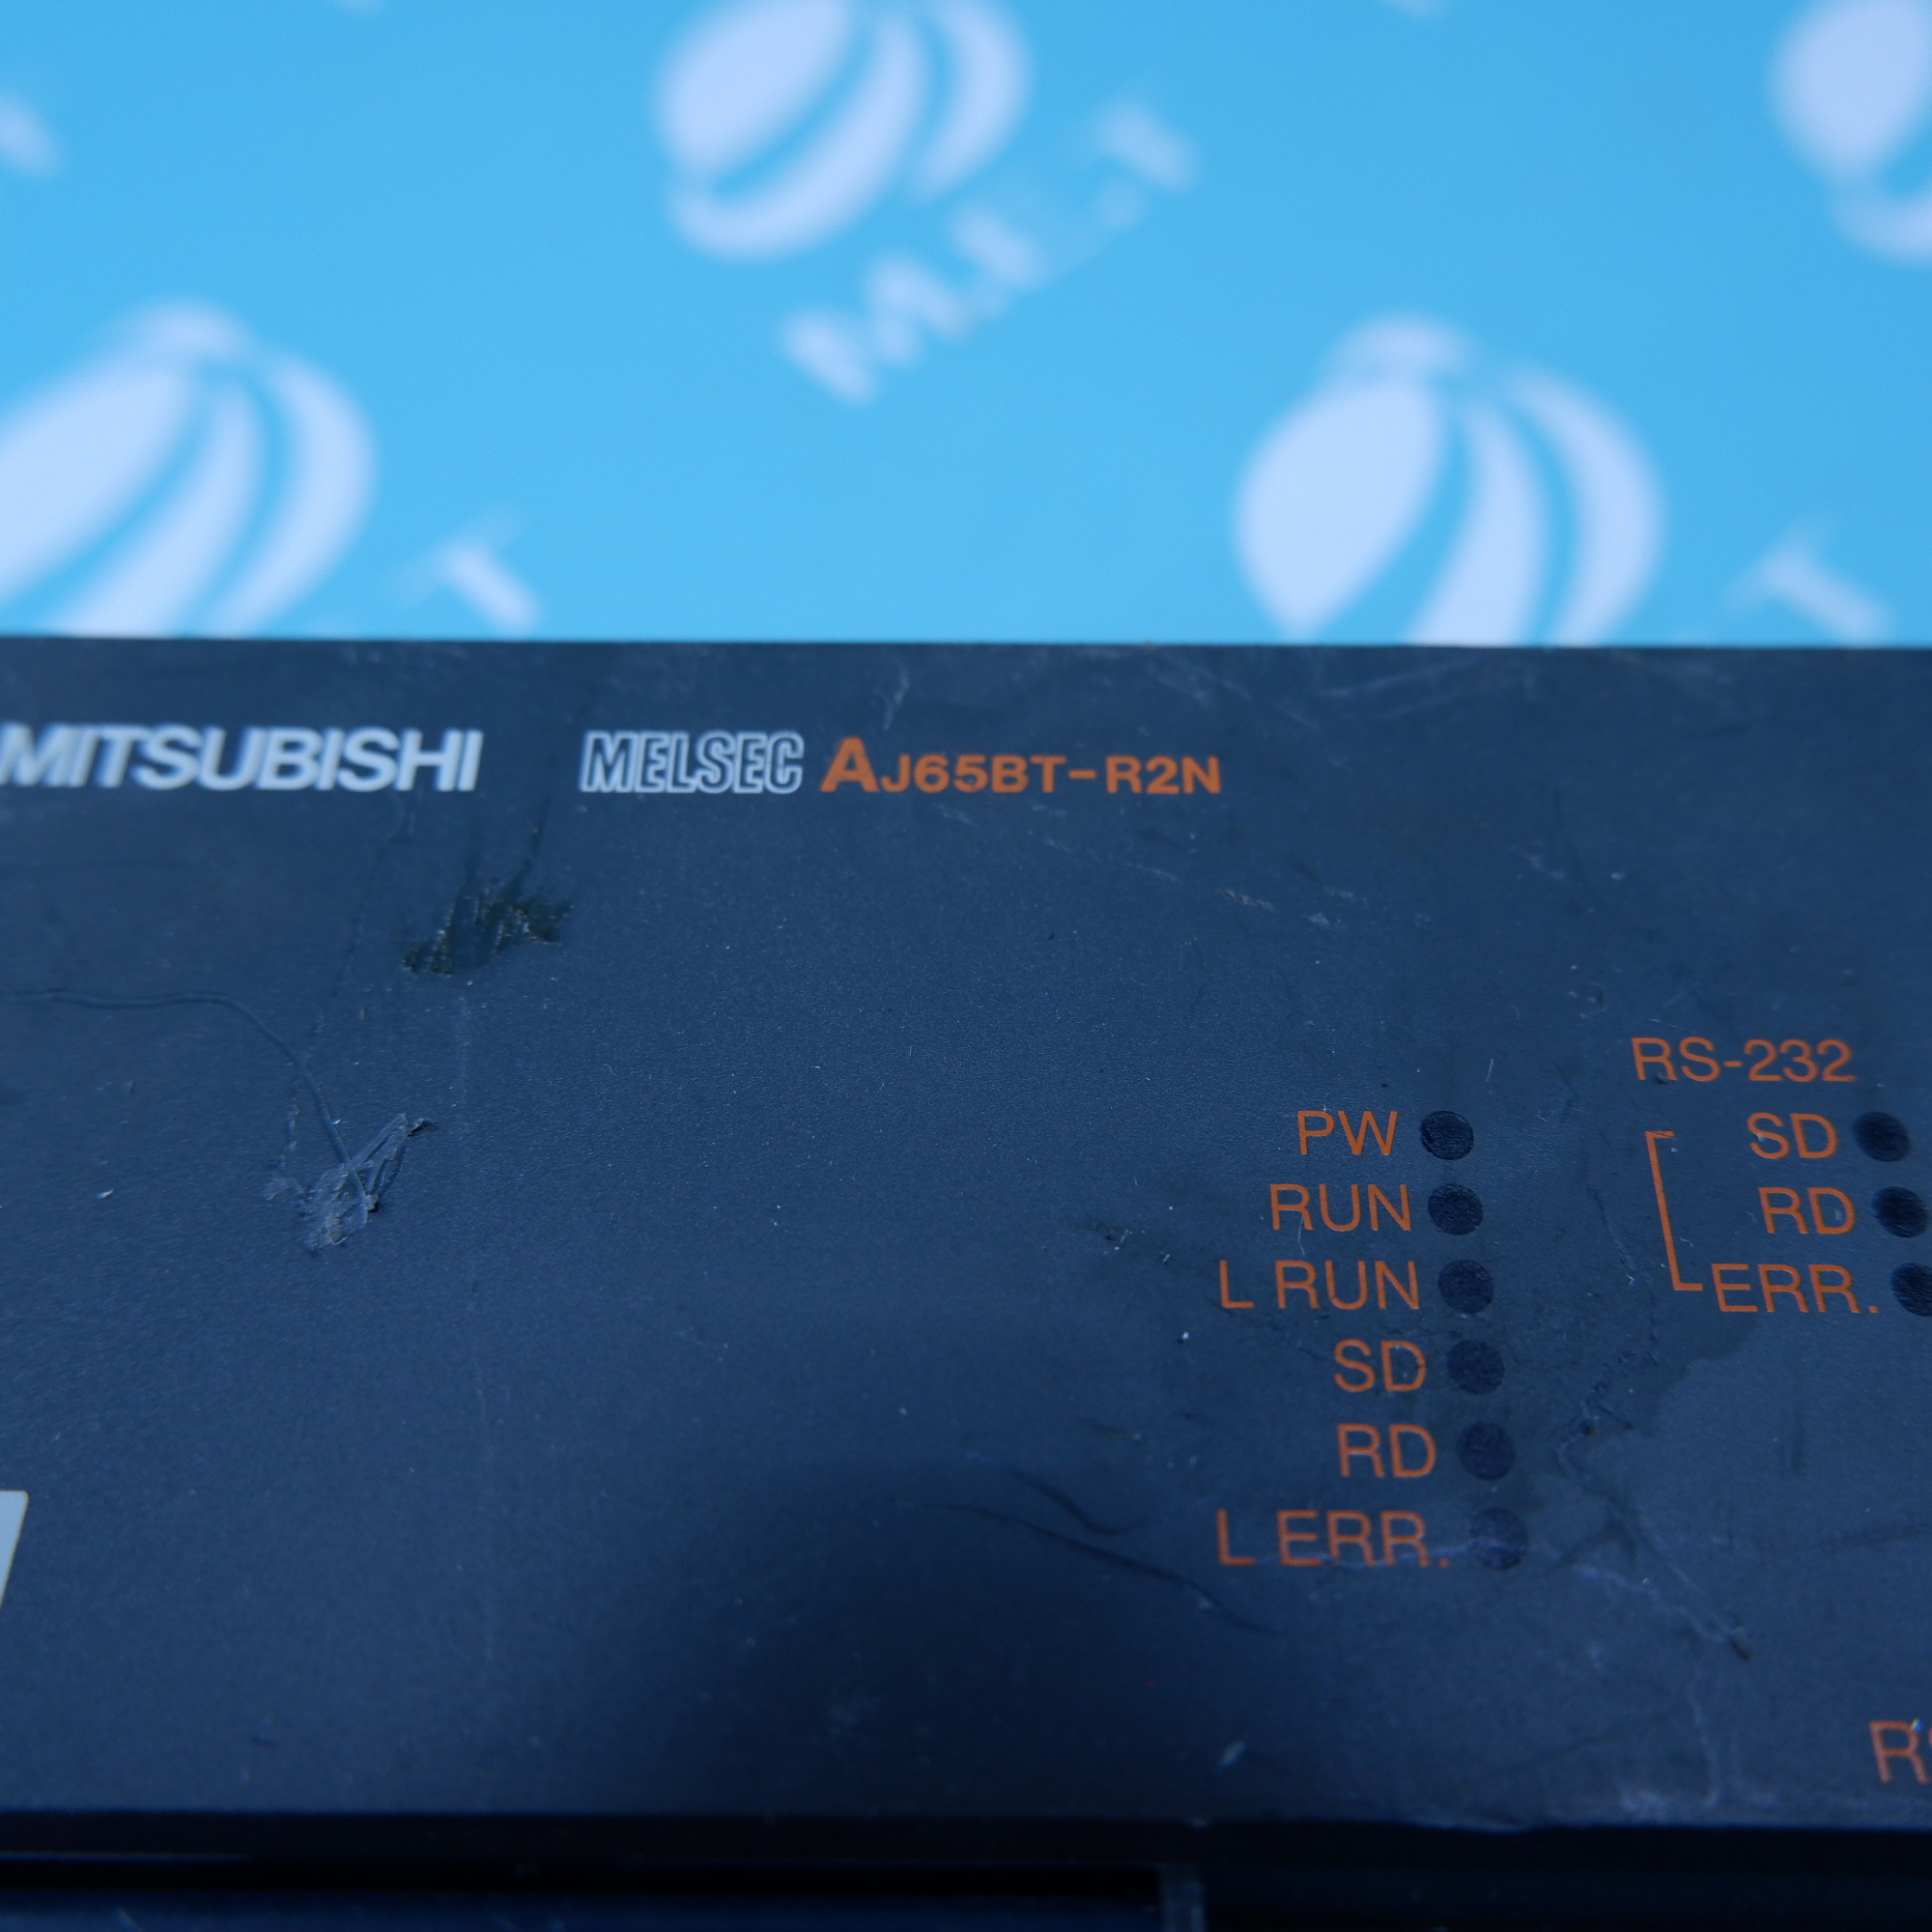 M.E.T
MITSUBISHI MELSEC AJ65BT-R2N
RS-232
PW SD
RUN RD
L RUN ERR.
SD
RD
L ERR.